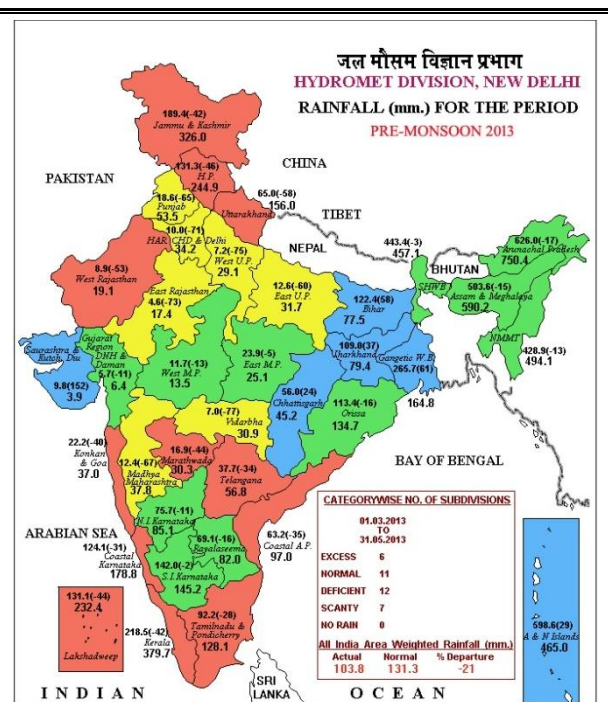 जल मौसम विज्ञान प्रभाग
HYDROMET DIVISION, NEW DELHI
RAINFALL (mm.) FOR THE PERIOD
PRE-MONSOON 2013
189.4(-42)
Jammu & Kashmir
326.0
CHINA
131.3(-46)
H.P.
244.9
PAKISTAN
18.6(-65)
Punjab
53.5
65.0(-58)
156.0
Uttarakhand
TIBET
10.0(-71)
HAR. CHD & Delhi
34.2
7.2(-75)
West U.P.
29.1
NEPAL
443.4(-3)
457.1
BHUTAN
626.0(-17)
Arunachal Pradesh
750.4
8.9(-53)
West Rajasthan
19.1
East Rajasthan
4.6(-73)
17.4
12.6(-60)
East U.P.
31.7
122.4(58)
Bihar
77.5
SHWB
503.6(-15)
Assam & Meghalaya
590.2
NMMT
428.9(-13)
494.1
Saurashtra &
Kutch, Diu
9.8(152)
3.9
Gujarat
Region
DNH &
Daman
5.7(-11)
6.4
11.7(-13)
West M.P.
13.5
23.9(-5)
East M.P.
25.1
109.0(37)
Jharkhand
79.4
Gangetic W.B.
265.7(61)
164.8
56.0(24)
Chhattisgarh
45.2
113.4(-16)
Orissa
134.7
7.0(-77)
Vidarbha
30.9
22.2(-40)
Konkan
& Goa
37.0
12.4(-67)
Madhya
Maharashtra
37.8
16.9(-44)
Marathwada
30.3
37.7(-34)
Telangana
56.8
BAY OF BENGAL
ARABIAN SEA
75.7(-11)
N.I.Karnataka
85.1
69.1(-16)
Rayalaseema
82.0
63.2(-35)
Coastal A.P.
97.0
124.1(-31)
Coastal
Karnataka
178.8
142.0(-2)
S.I.Karnataka
145.2
131.1(-44)
232.4
Lakshadweep
218.5(-42)
Kerala
379.7
92.2(-28)
Tamilnadu &
Pondicherry
128.1
CATEGORYWISE NO. OF SUBDIVISIONS
01.03.2013
TO
31.05.2013
EXCESS 6
NORMAL 11
DEFICIENT 12
SCANTY 7
NO RAIN 0
All India Area Weighted Rainfall (mm.)
Actual Normal % Departure
103.8 131.3 -21
598.6(29)
A & N Islands
465.0
SRI
LANKA
INDIAN OCEAN